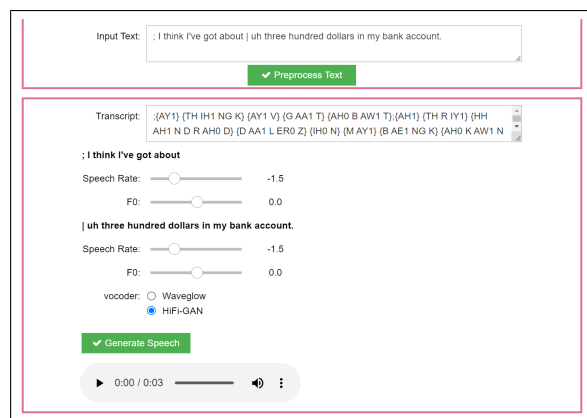 Input Text:
; I think I've got about | uh three hundred dollars in my bank account.
✔ Preprocess Text
Transcript:
;{AY1} {TH IH1 NG K} {AY1 V} {G AA1 T} {AH0 B AW1 T};{AH1} {TH R IY1} {HH
AH1 N D R AH0 D} {D AA1 L ER0 Z} {IH0 N} {M AY1} {B AE1 NG K} {AH0 K AW1 N
; I think I've got about
Speech Rate: -1.5
F0: 0.0
| uh three hundred dollars in my bank account.
Speech Rate: -1.5
F0: 0.0
vocoder: Waveglow
HiFi-GAN
✔ Generate Speech
0:00 / 0:03